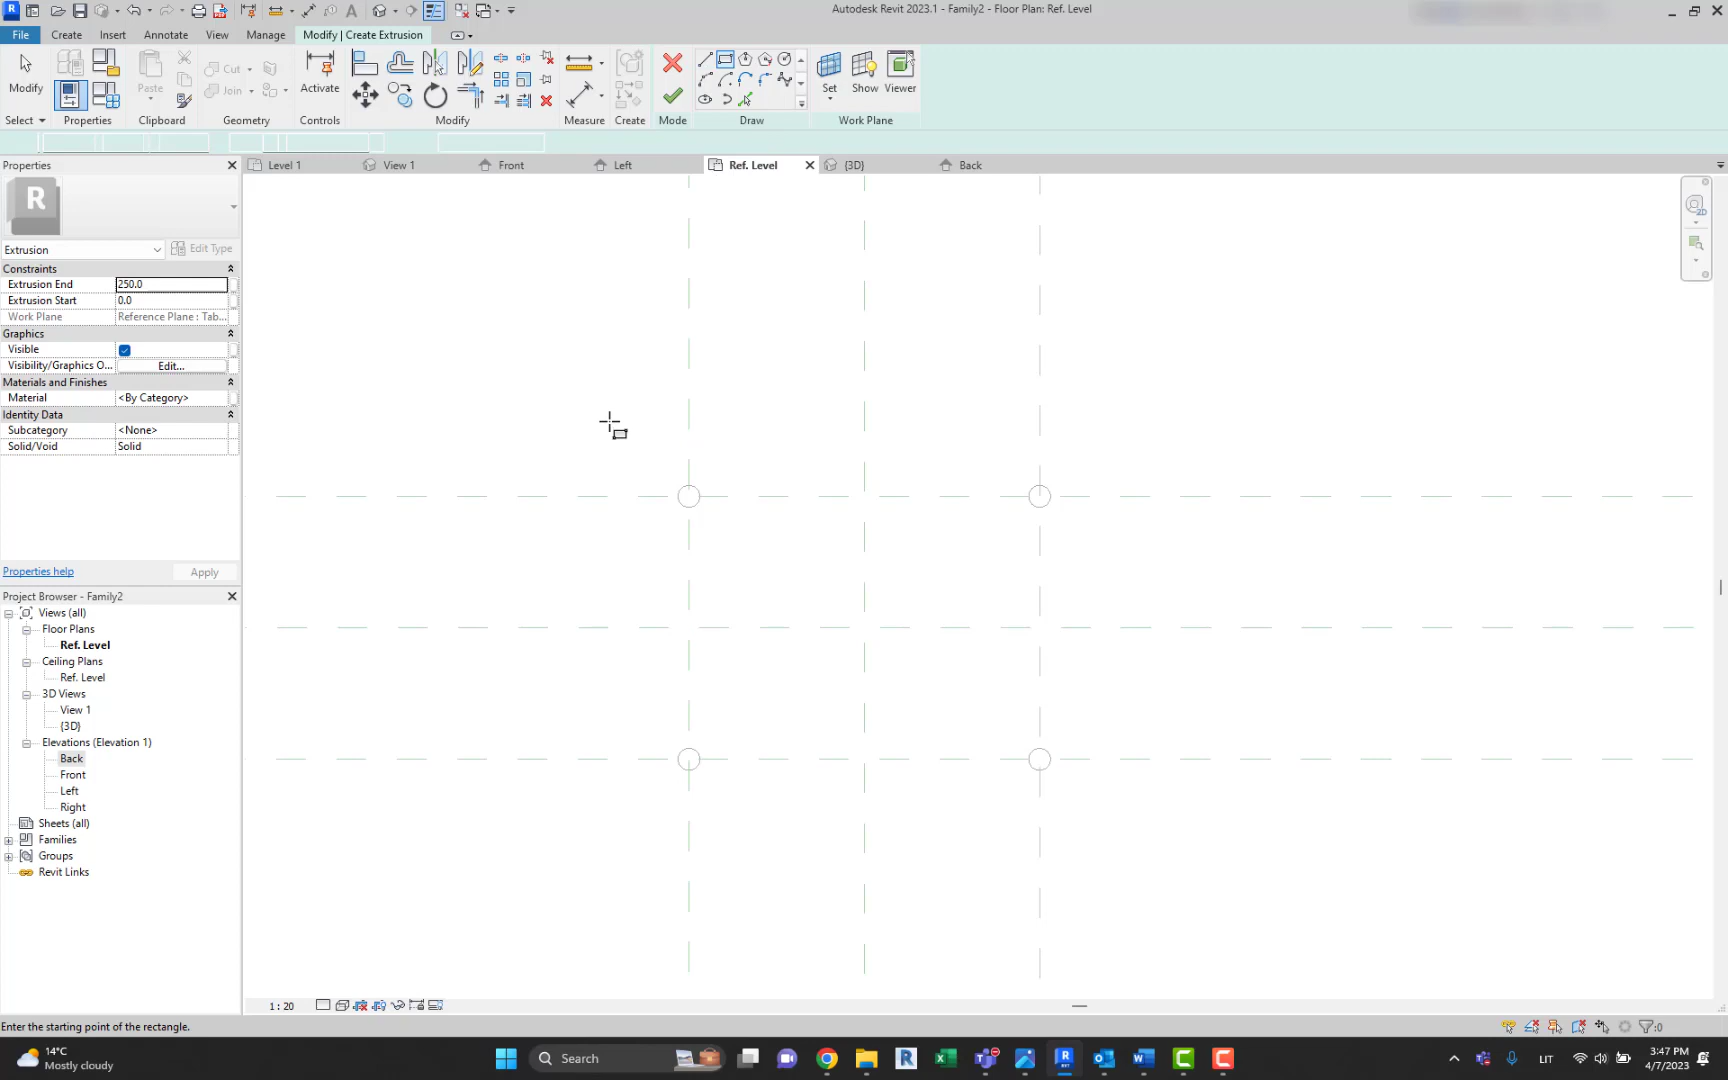 Autodesk Revit 2023.1 - Family2 - Floor Plan: Ref. Level
File Create Insert Annotate View Manage Modify | Create Extrusion
Modify Paste Cut Join Activate Set Show Viewer
Select Properties Clipboard Geometry Controls Modify Measure Create Mode Draw Work Plane
Properties
Level 1 View 1 Front Left Ref. Level {3D} Back
R
Extrusion Edit Type
Constraints
Extrusion End 250.0
Extrusion Start 0.0
Work Plane Reference Plane : Tab...
Graphics
Visible
Visibility/Graphics O... Edit...
Materials and Finishes
Material <By Category>
Identity Data
Subcategory <None>
Solid/Void Solid
Properties help Apply
Project Browser - Family2
Views (all)
Floor Plans
Ref. Level
Ceiling Plans
Ref. Level
3D Views
View 1
{3D}
Elevations (Elevation 1)
Back
Front
Left
Right
Sheets (all)
Families
Groups
Revit Links
1 : 20
Enter the starting point of the rectangle.
:0
14°C
Mostly cloudy
Search
LIT
3:47 PM
4/7/2023